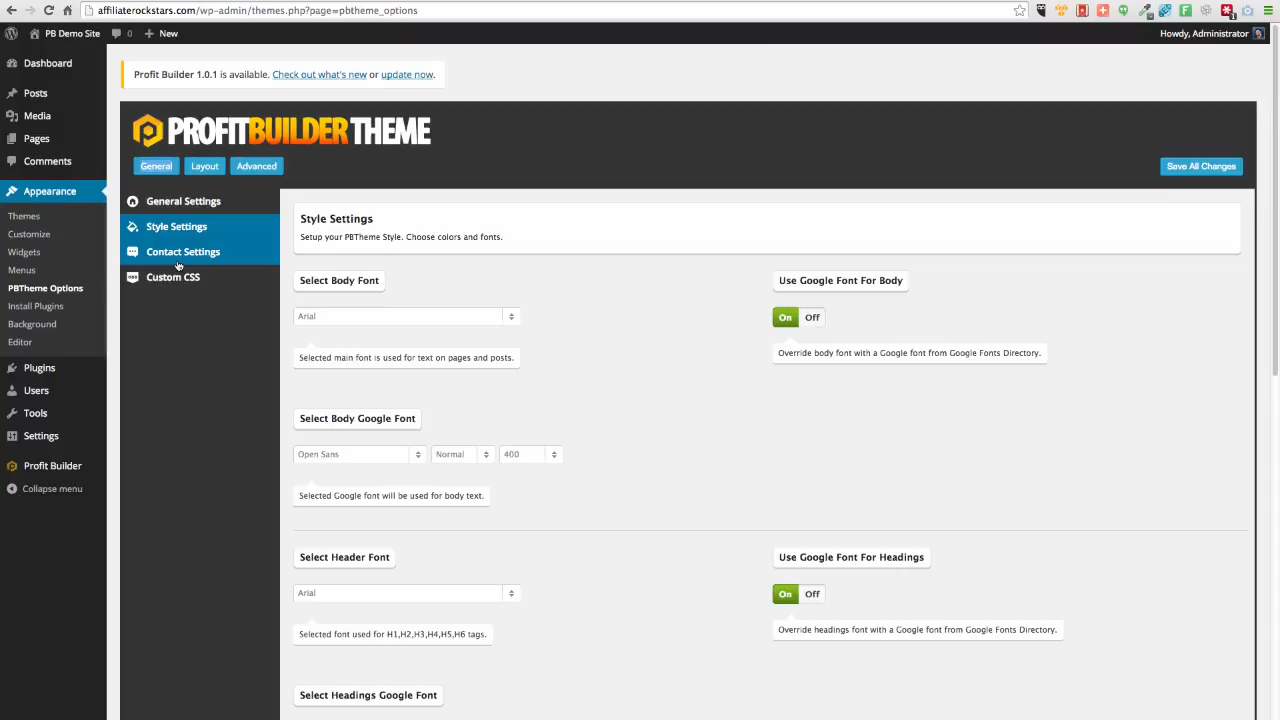 affiliaterockstars.com/wp-admin/themes.php?page=pbtheme_options
PB Demo Site
0
New
Howdy, Administrator
Dashboard
Posts
Media
Pages
Comments
Appearance
Themes
Customize
Widgets
Menus
PBTheme Options
Install Plugins
Background
Editor
Plugins
Users
Tools
Settings
Profit Builder
Collapse menu
Profit Builder 1.0.1 is available. Check out what's new or update now.
PROFITBUILDERTHEME
General
Layout
Advanced
Save All Changes
General Settings
Style Settings
Contact Settings
Custom CSS
Style Settings
Setup your PBTheme Style. Choose colors and fonts.
Select Body Font
Arial
Selected main font is used for text on pages and posts.
Use Google Font For Body
On Off
Override body font with a Google font from Google Fonts Directory.
Select Body Google Font
Open Sans Normal 400
Selected Google font will be used for body text.
Select Header Font
Arial
Selected font used for H1,H2,H3,H4,H5,H6 tags.
Use Google Font For Headings
On Off
Override headings font with a Google font from Google Fonts Directory.
Select Headings Google Font